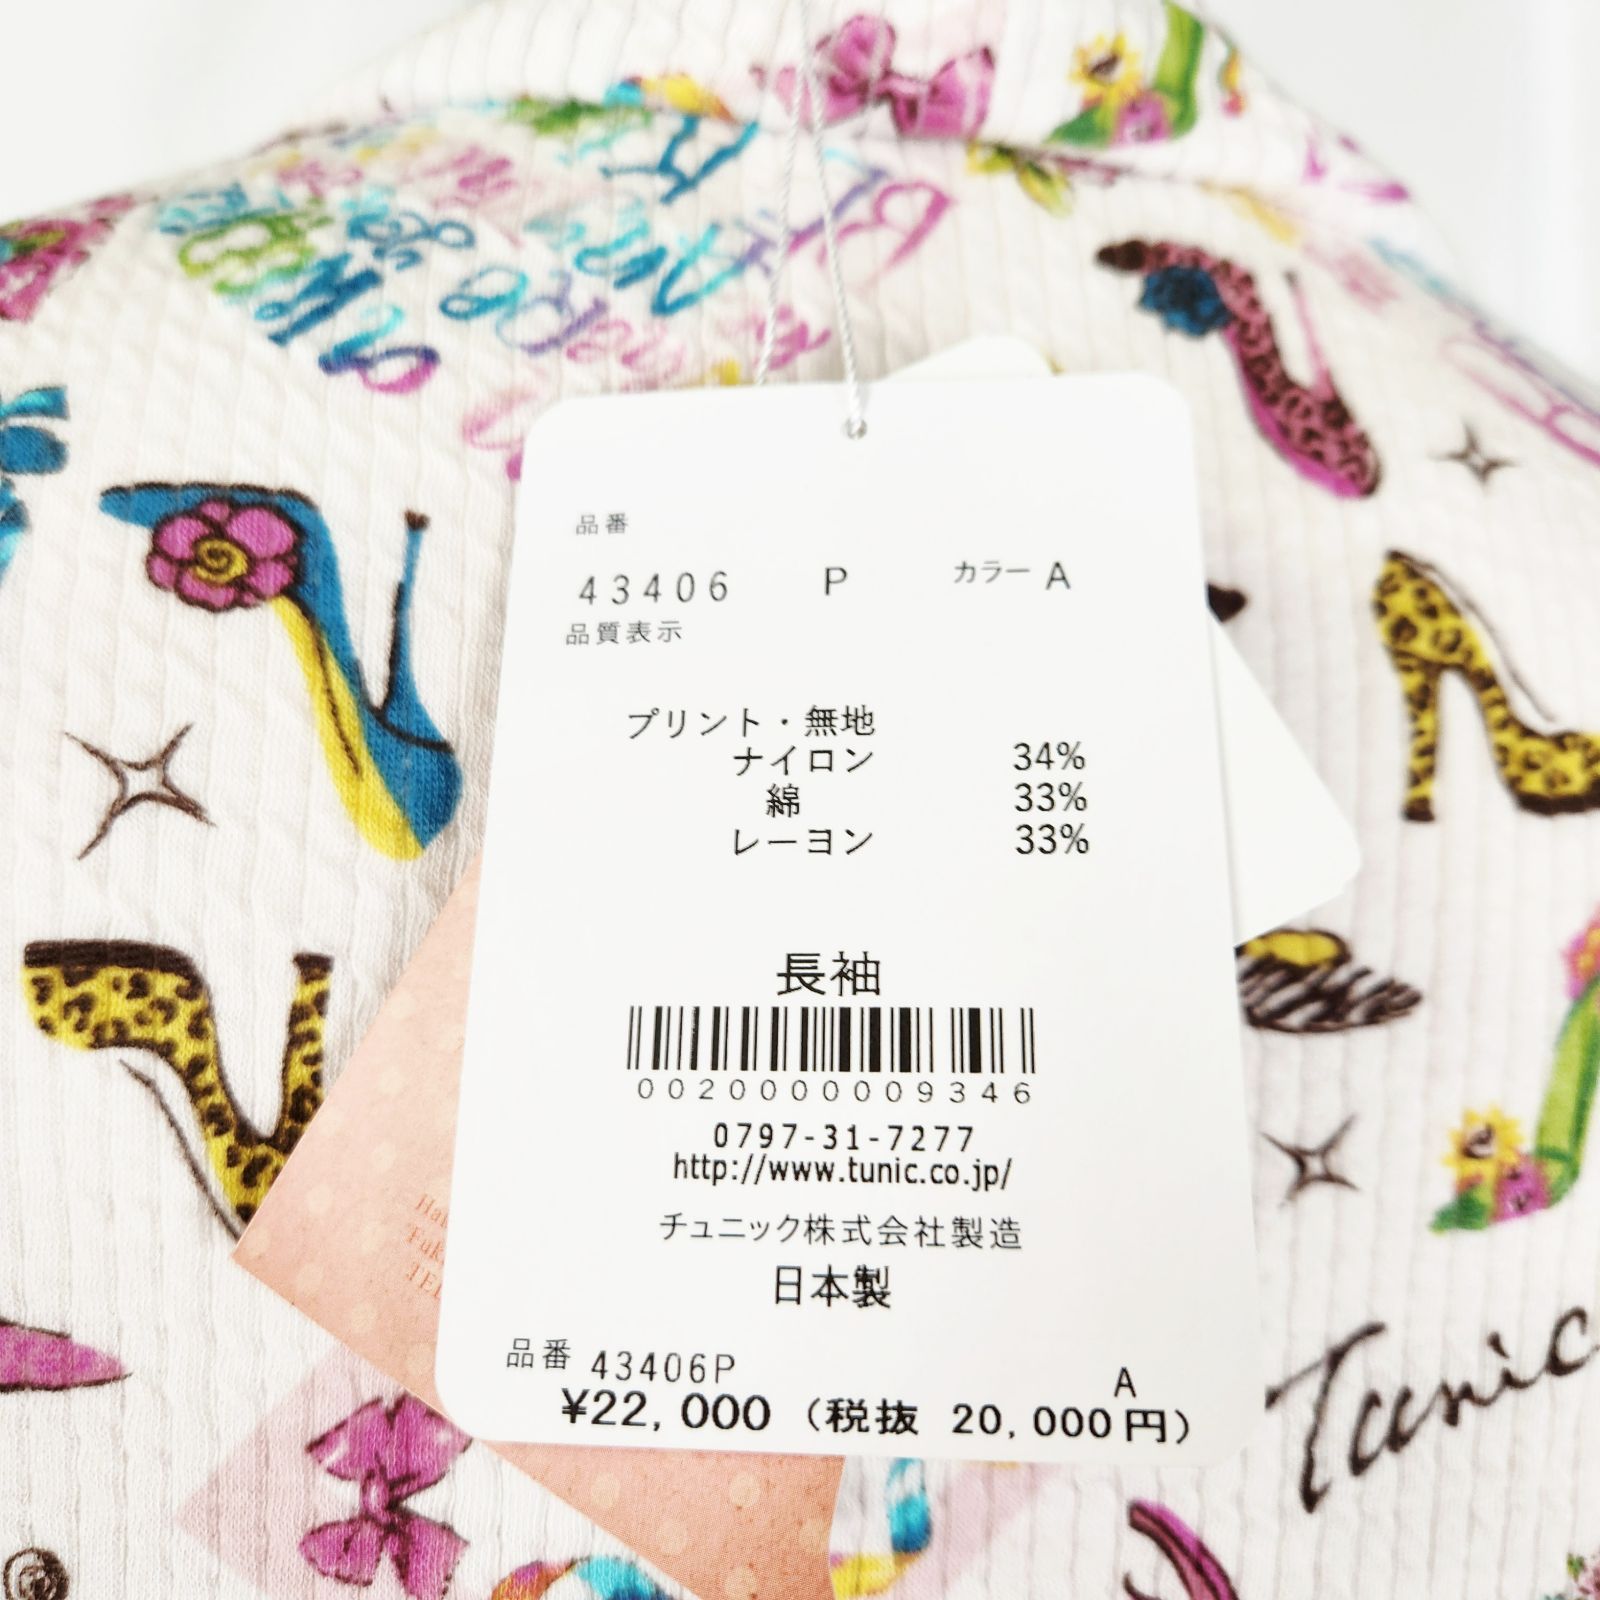 品番
43406 P カラー A
品質表示
プリント・無地
ナイロン 34%
綿 33%
レーヨン 33%
長袖
0020000009346
0797-31-7277
http://www.tunic.co.jp/
チュニック株式会社製造
日本製
品番 43406P A
¥22,000 (税抜 20,000円)
Tunic